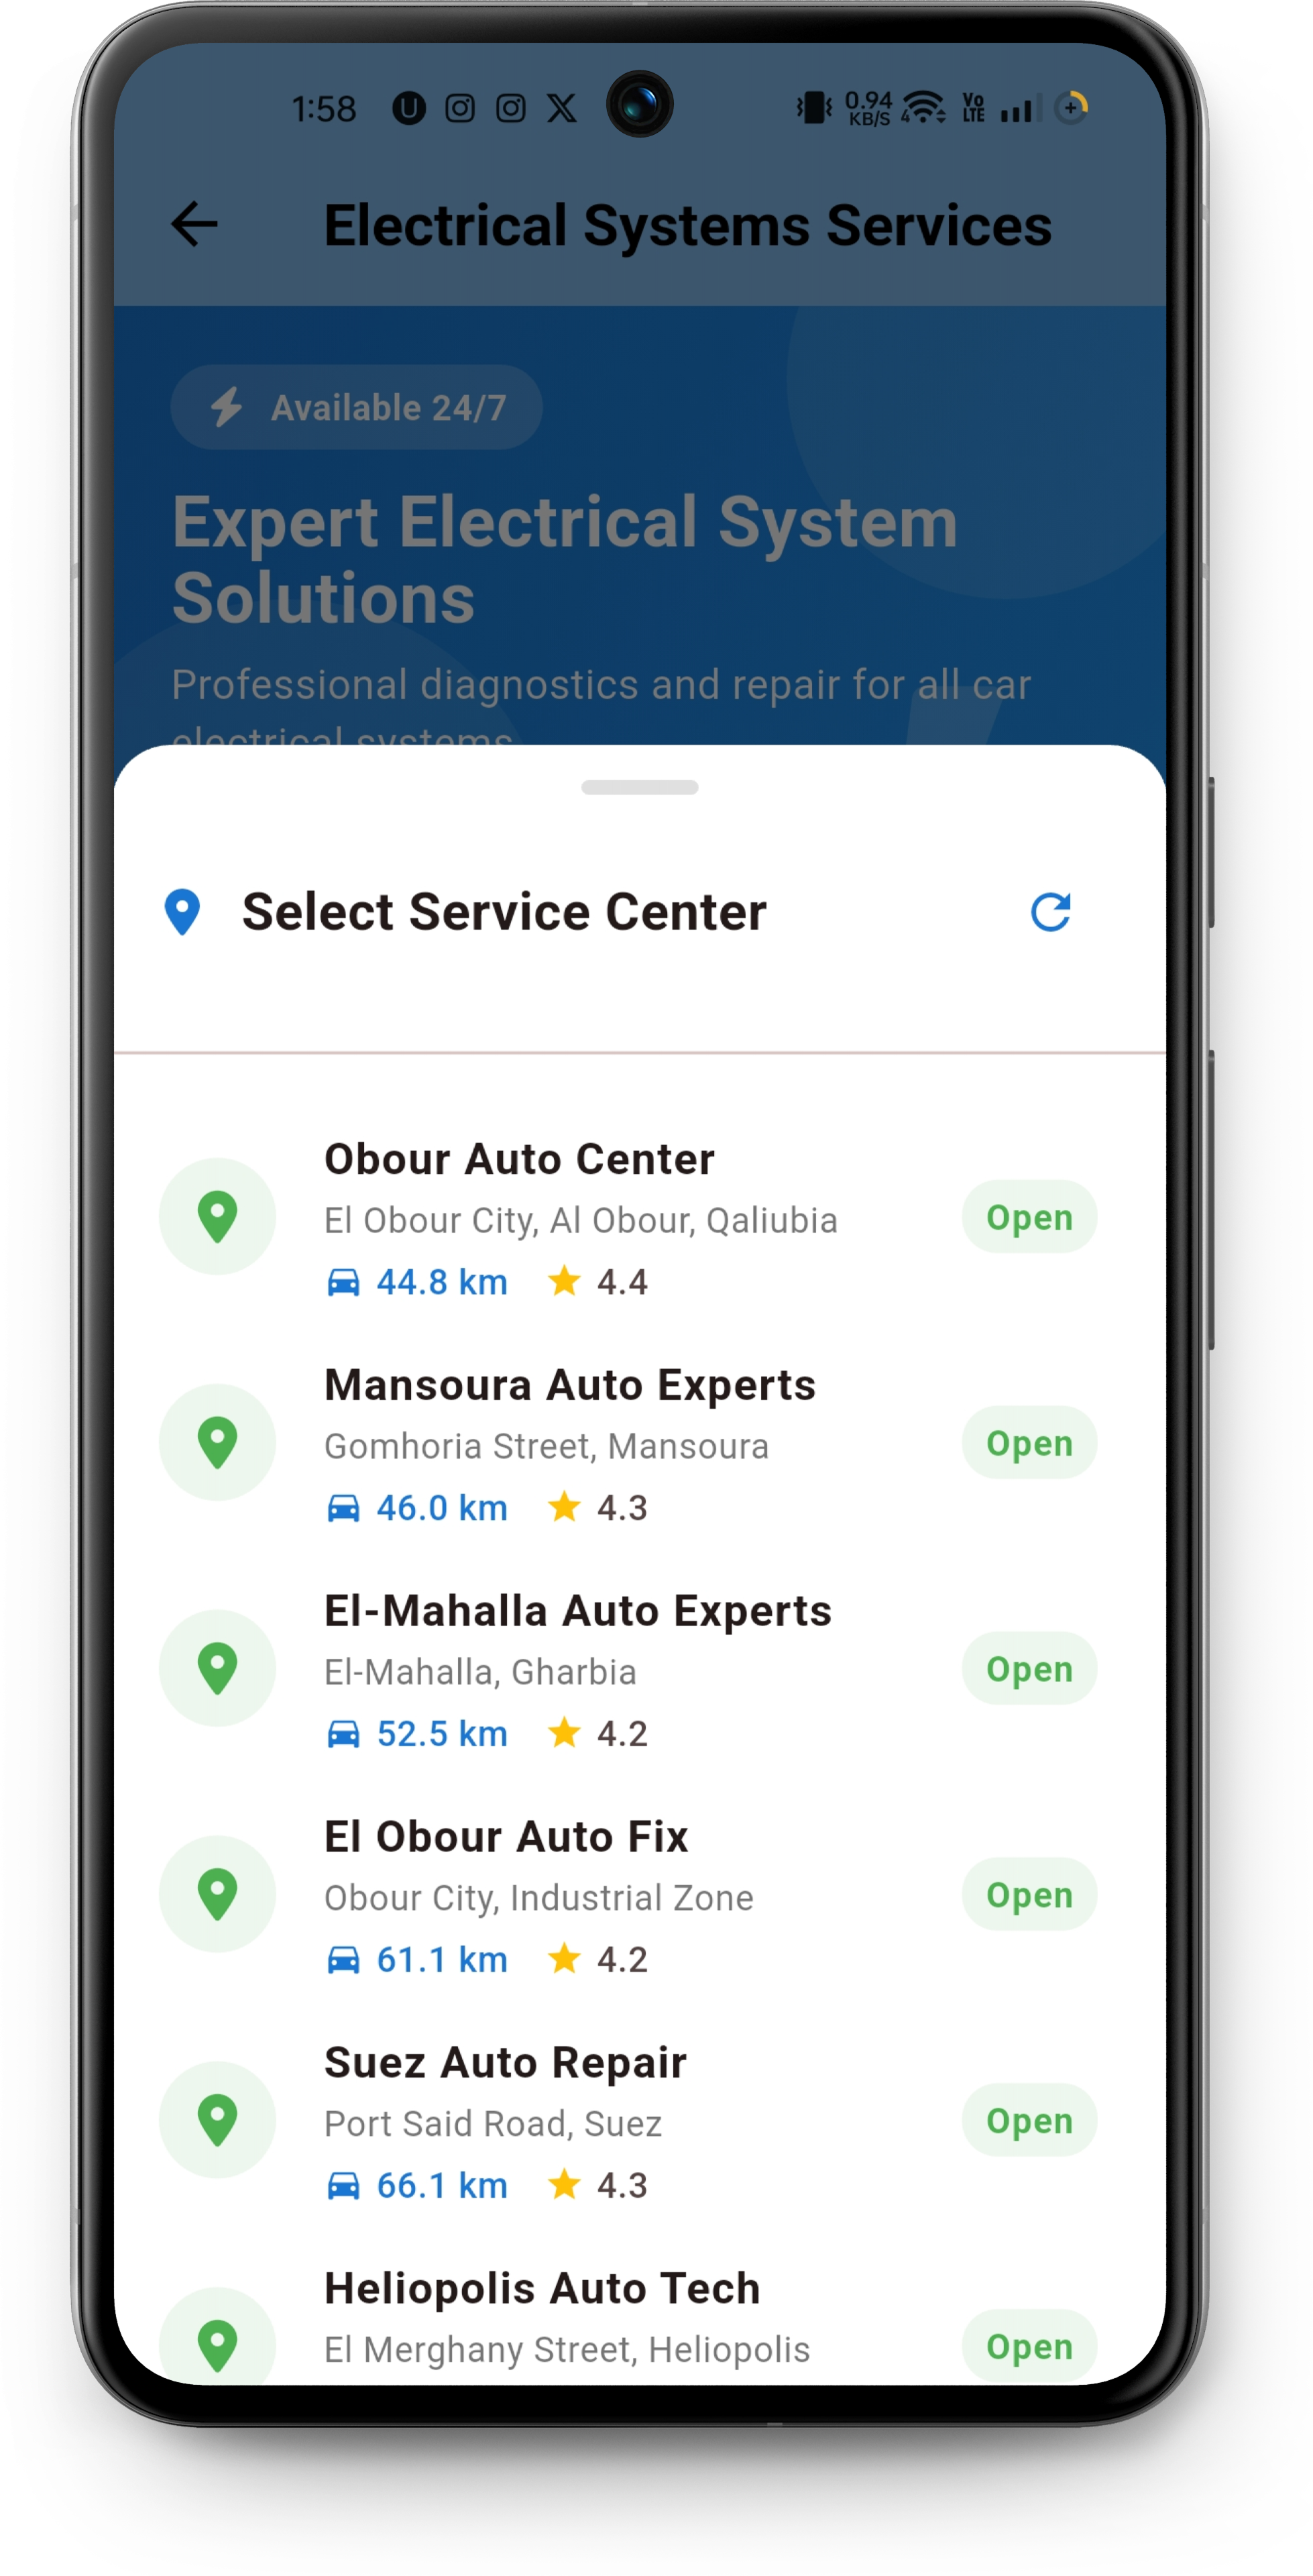 1:58
0.94
KB/S
4
Vo
LTE
Electrical Systems Services
Available 24/7
Expert Electrical System
Solutions
Professional diagnostics and repair for all car
electrical systems
Select Service Center
Obour Auto Center
El Obour City, Al Obour, Qaliubia
Open
44.8 km 4.4
Mansoura Auto Experts
Gomhoria Street, Mansoura
Open
46.0 km 4.3
El-Mahalla Auto Experts
El-Mahalla, Gharbia
Open
52.5 km 4.2
El Obour Auto Fix
Obour City, Industrial Zone
Open
61.1 km 4.2
Suez Auto Repair
Port Said Road, Suez
Open
66.1 km 4.3
Heliopolis Auto Tech
El Merghany Street, Heliopolis
Open